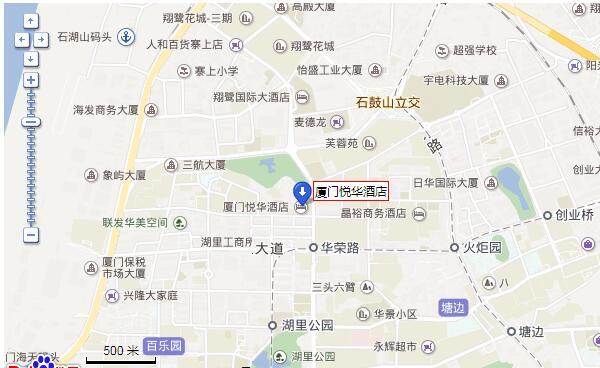 高殿大厦
翔鹭花城-三期
石湖山码头
人和百货寨上店
翔鹭花城
超强学校
寨上小学
怡盛工业大厦
宇电科技大厦
翔鹭国际大酒店
石鼓山立交
海发商务大厦
麦德龙
信裕大
芙蓉苑
路
三航大厦
创业大
象屿大厦
日华国际大厦
厦门悦华酒店
厦门悦华酒店
晶裕商务酒店
创业桥
联发华美空间
湖里工商所
大道
华荣路
火炬园
厦门保税
市场大厦
三头六臂
八
兴隆大家庭
塘边
华景小区
湖里公园
塘边
百乐园
永辉超市
500 米
湖里公园